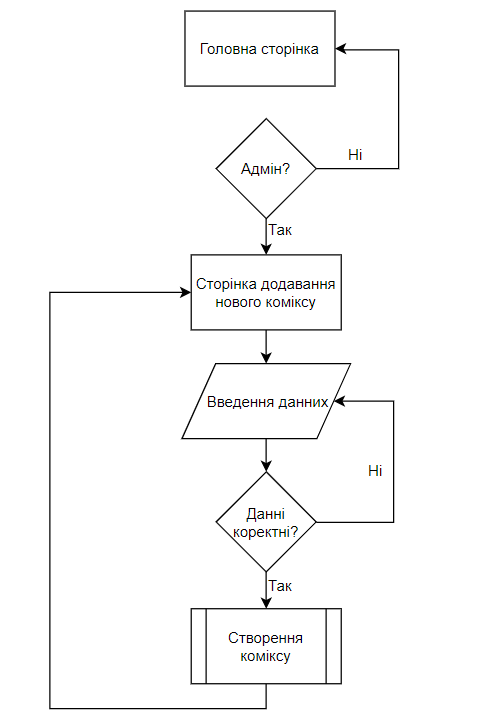 Головна сторінка
Адмін?
Ні
Так
Сторінка додавання
нового коміксу
Введення данних
Ні
Данні
коректні?
Так
Створення
коміксу